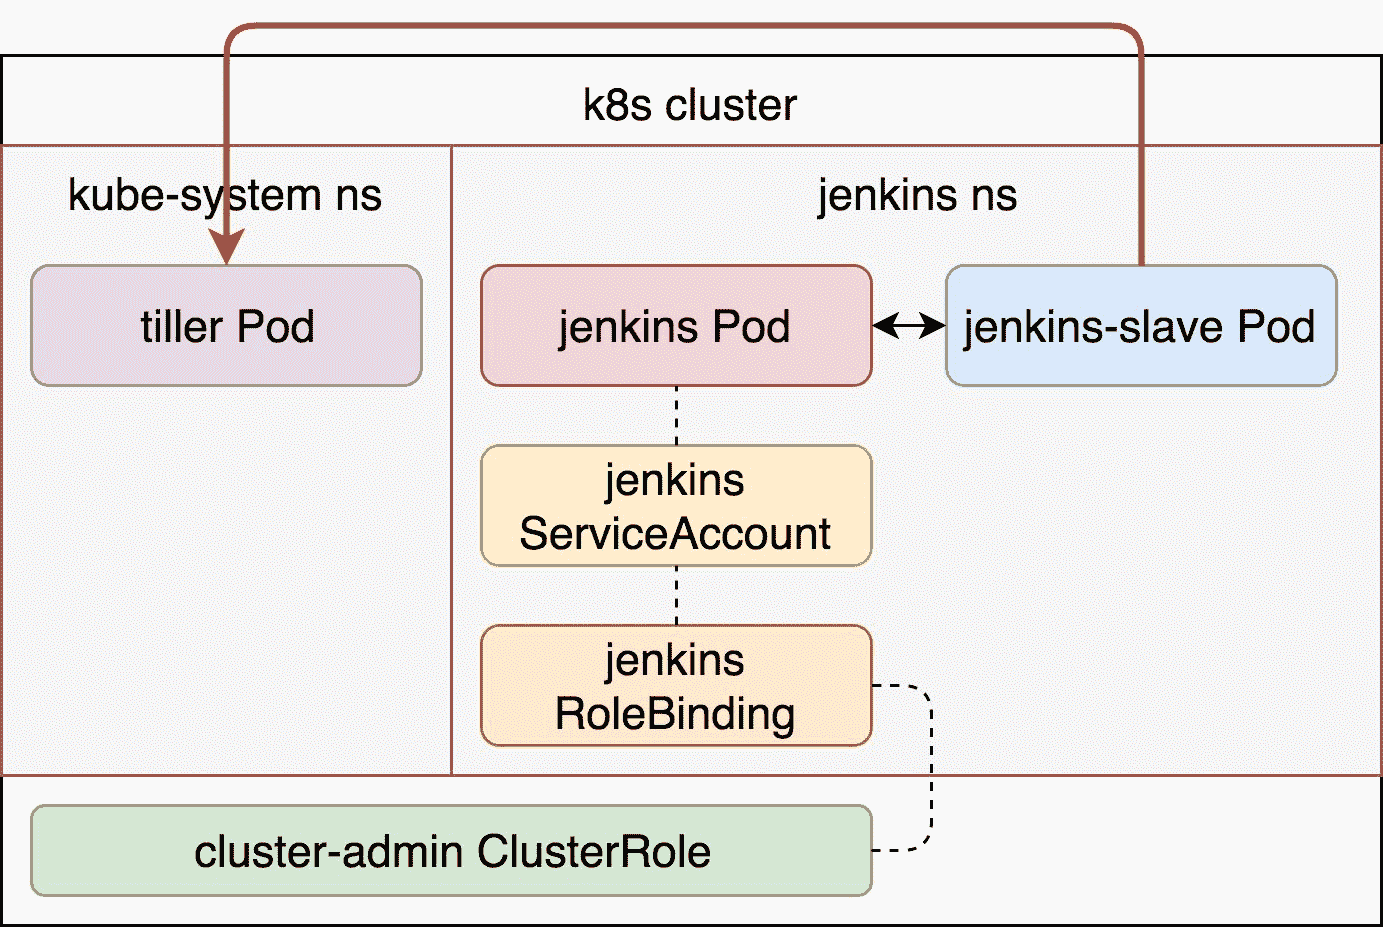 k8s cluster
kube-system ns
jenkins ns
tiller Pod
jenkins Pod
jenkins-slave Pod
jenkins
ServiceAccount
jenkins
RoleBinding
cluster-admin ClusterRole